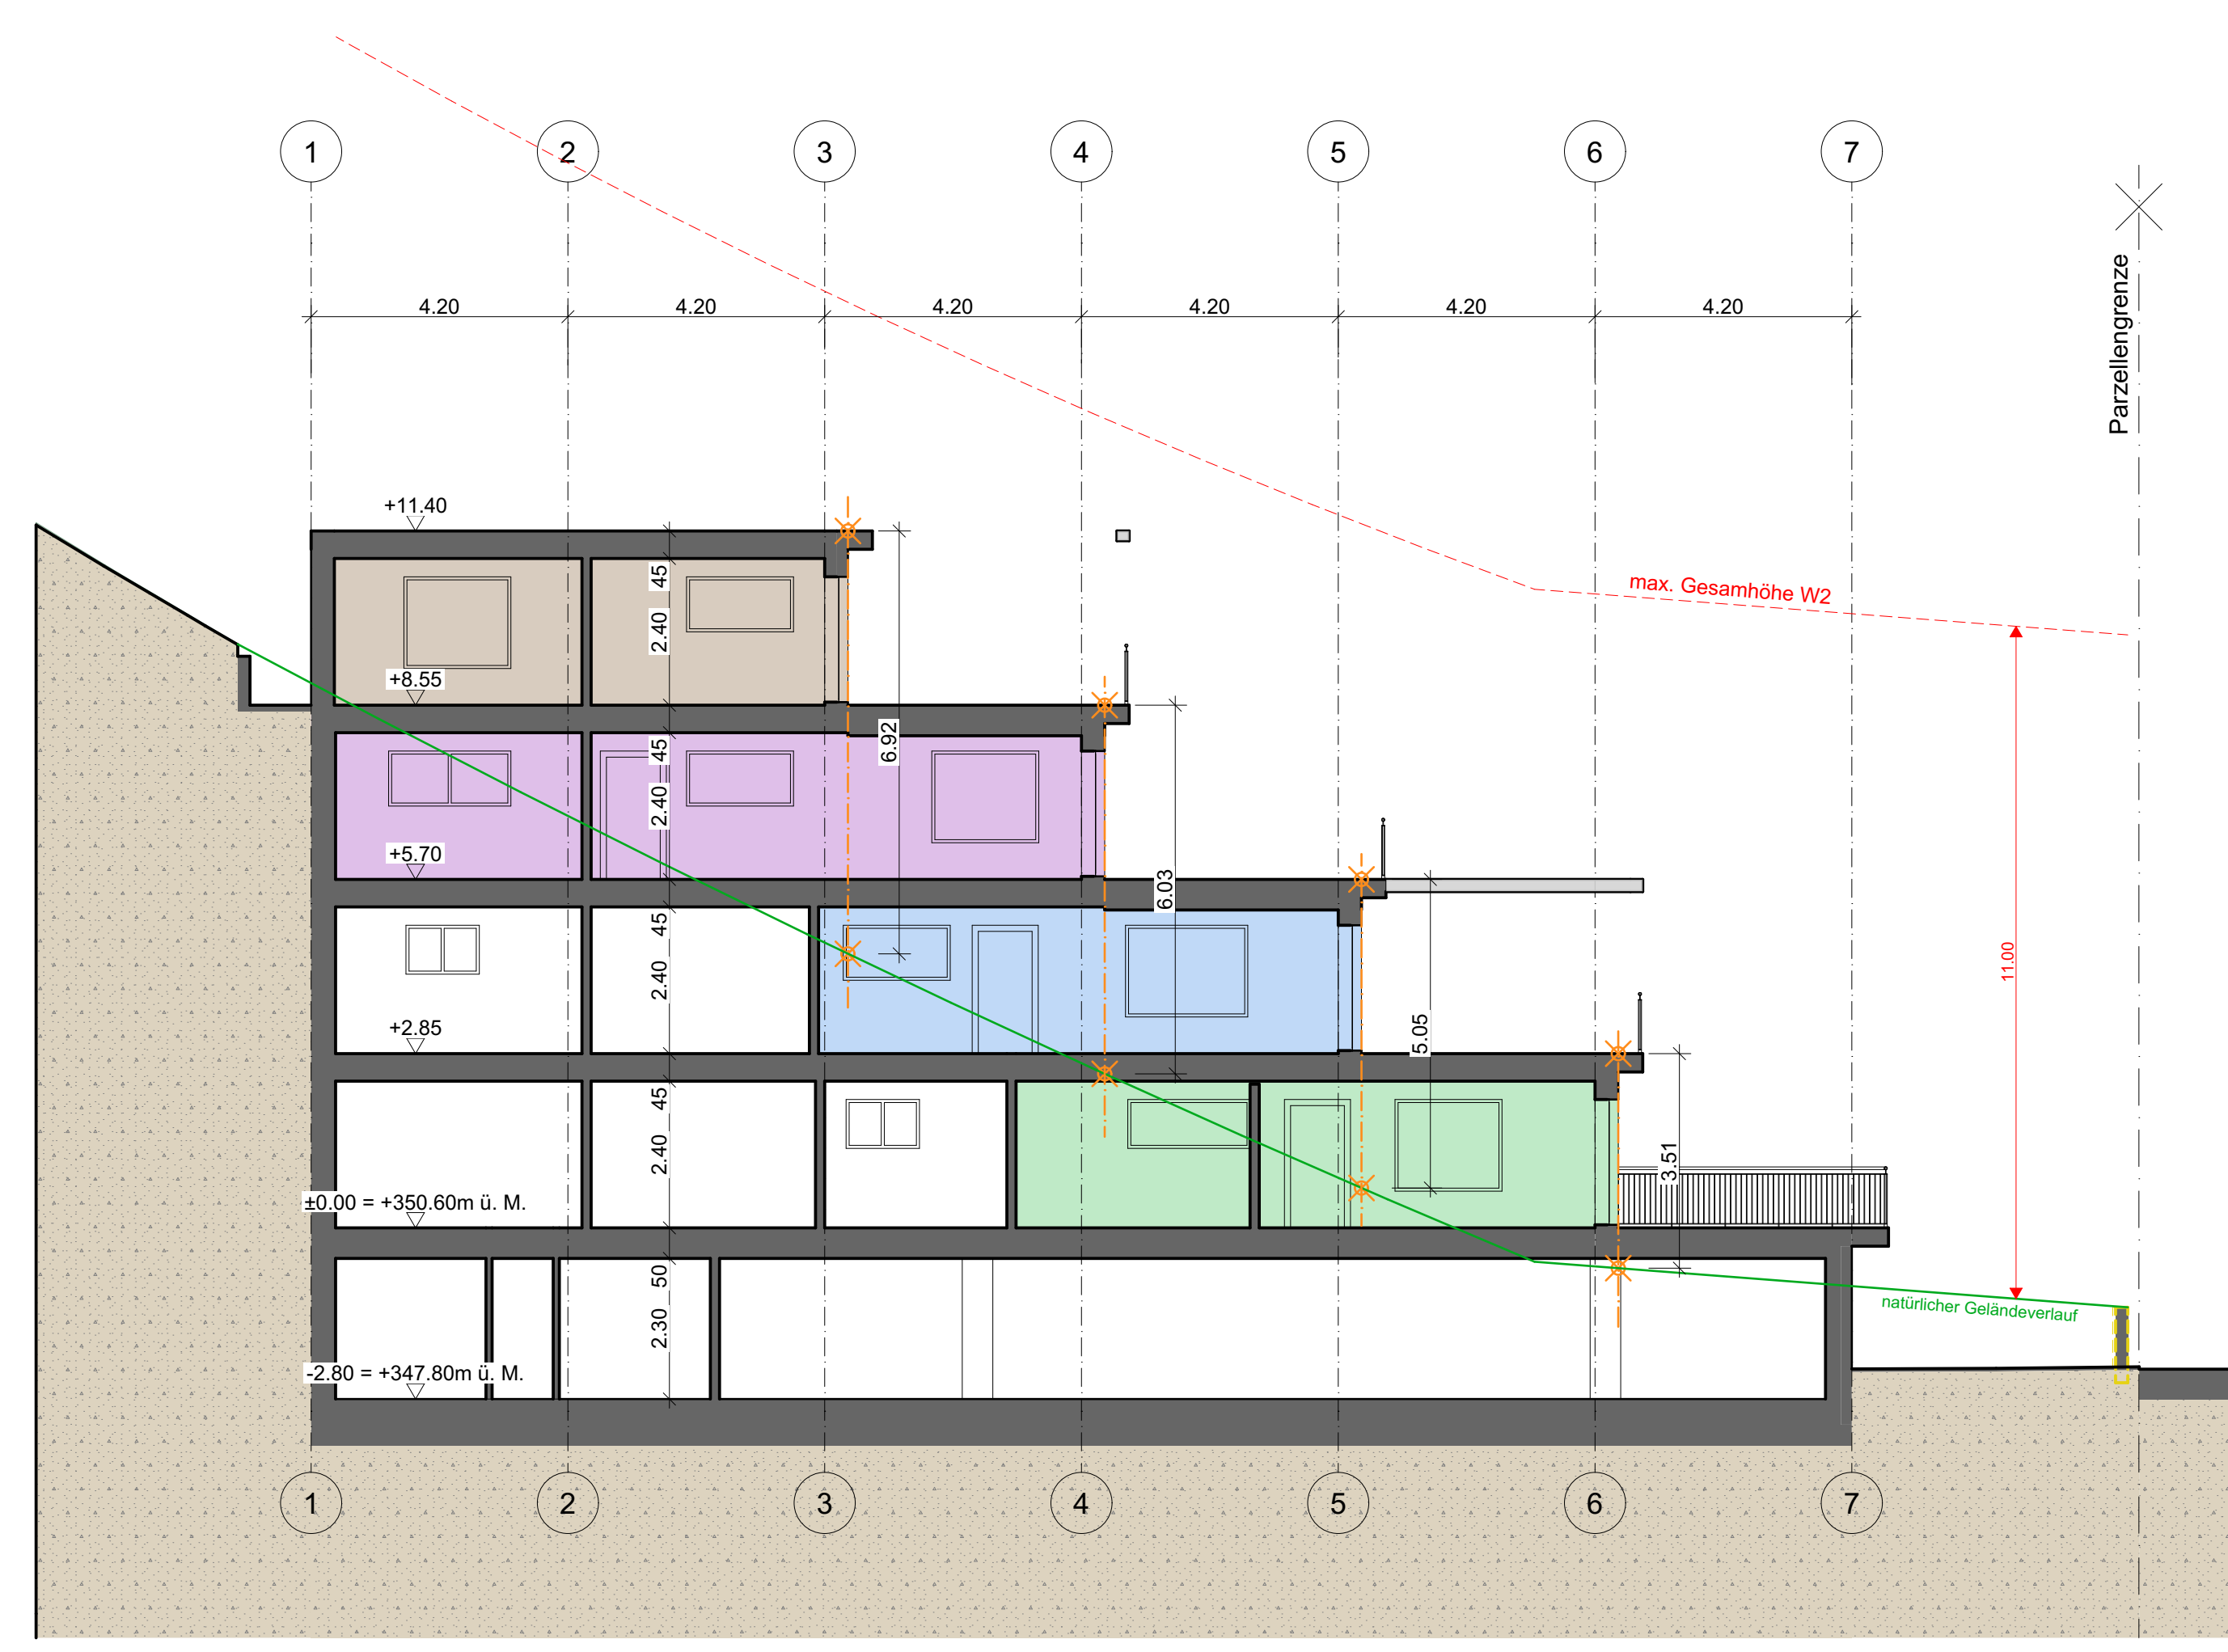 1 2 3 4 5 6 7
Parzellengrenze
4.20 4.20 4.20 4.20 4.20 4.20
+11.40
max. Gesamhöhe W2
45
2.40
+8.55
6.92
45
2.40
+5.70
6.03
45
2.40
11.00
+2.85
5.05
45
2.40
3.51
±0.00 = +350.60m ü. M.
50
2.30
natürlicher Geländeverlauf
-2.80 = +347.80m ü. M.
1 2 3 4 5 6 7